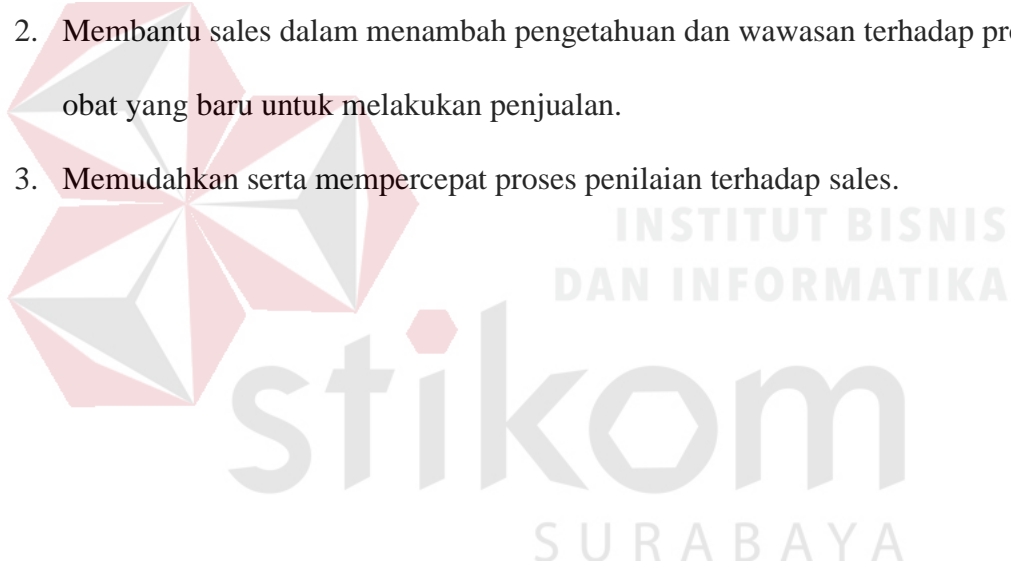 2. Membantu sales dalam menambah pengetahuan dan wawasan terhadap
obat yang baru untuk melakukan penjualan.
3. Memudahkan serta mempercepat proses penilaian terhadap sales.
INSTITUT BISNIS
DAN INFORMATIKA
stikom
SURABAYA